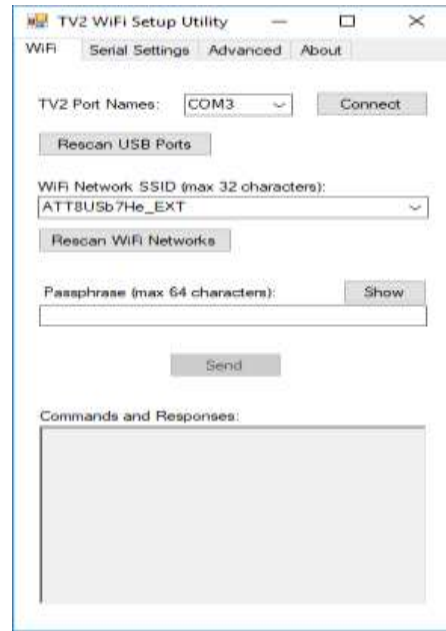 TV2 WiFi Setup Utility
WiFi Serial Settings Advanced About
TV2 Port Names: COM3 Connect
Rescan USB Ports
WiFi Network SSID (max 32 characters):
ATT8USb7He_EXT
Rescan WiFi Networks
Passphrase (max 64 characters): Show
Send
Commands and Responses: